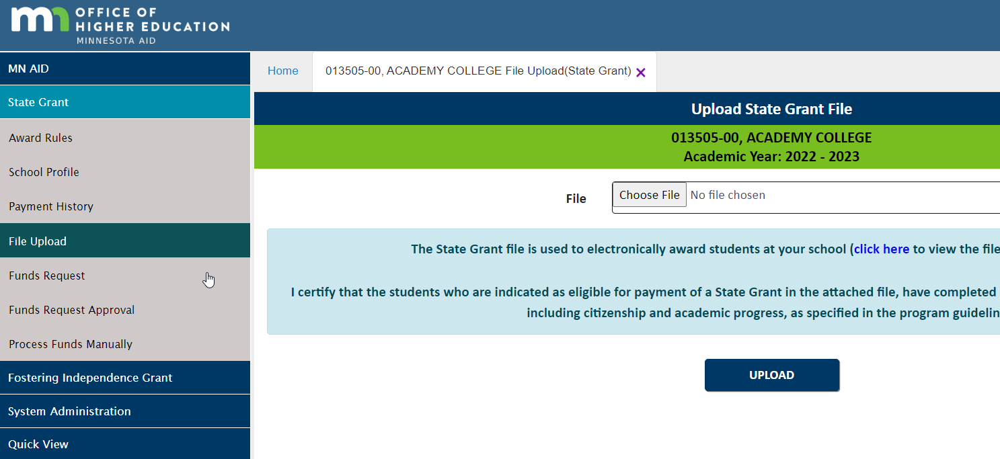 mn OFFICE OF
HIGHER EDUCATION
MINNESOTA AID
MN AID
State Grant
Award Rules
School Profile
Payment History
File Upload
Funds Request
Funds Request Approval
Process Funds Manually
Fostering Independence Grant
System Administration
Quick View
Home
013505-00, ACADEMY COLLEGE File Upload(State Grant)
Upload State Grant File
013505-00, ACADEMY COLLEGE
Academic Year: 2022 - 2023
File
Choose File No file chosen
The State Grant file is used to electronically award students at your school (click here to view the file
I certify that the students who are indicated as eligible for payment of a State Grant in the attached file, have completed
including citizenship and academic progress, as specified in the program guidelin
UPLOAD